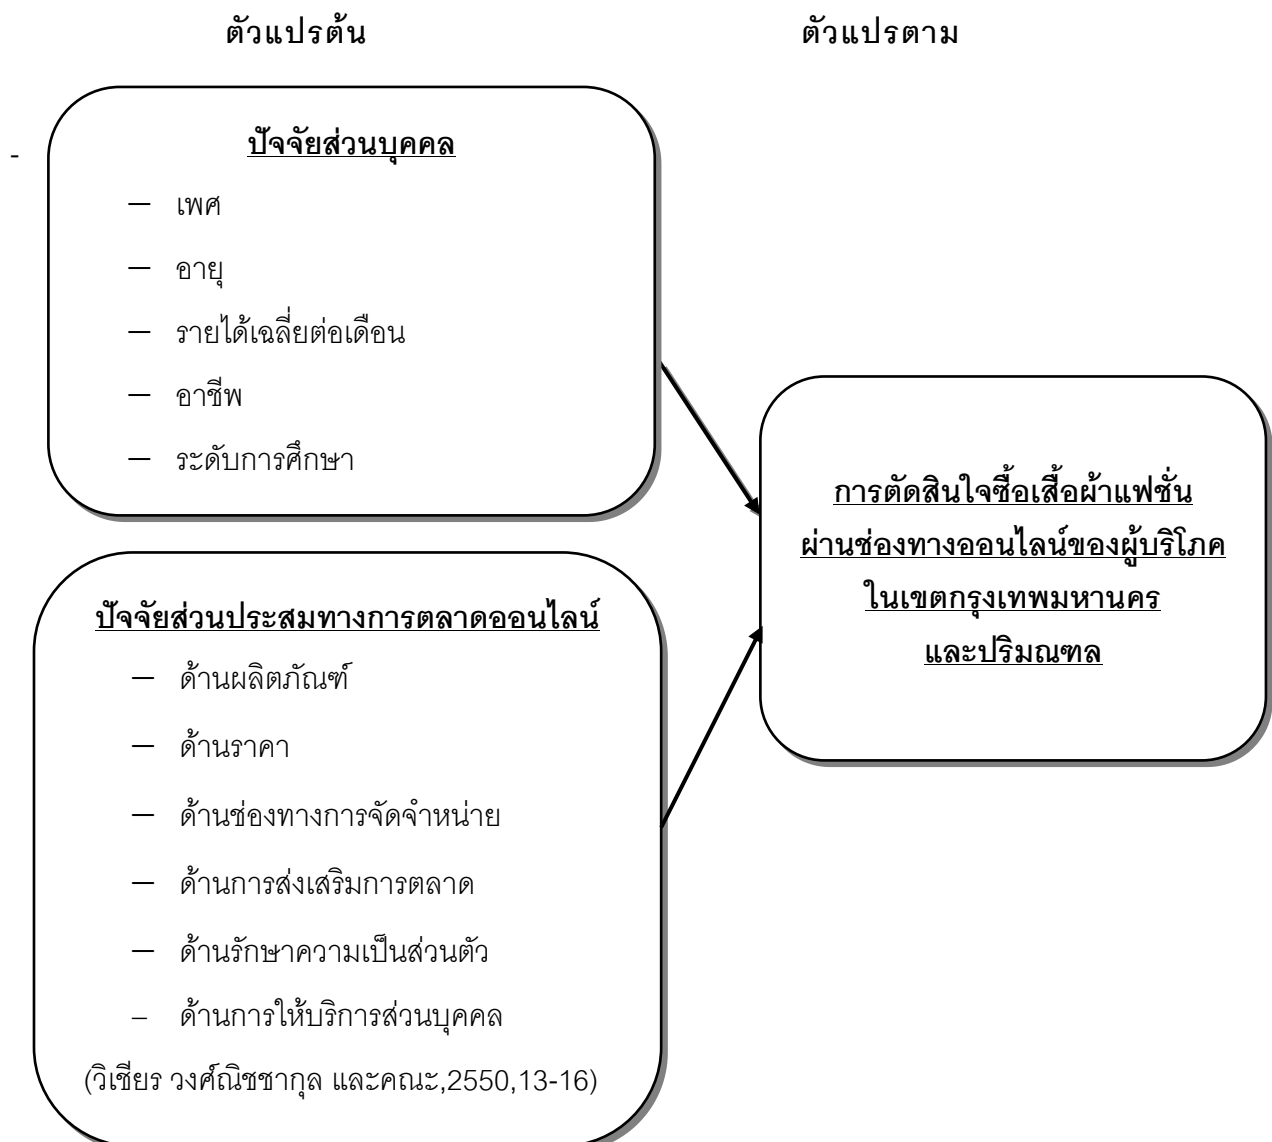 ตัวแปรต้น
ตัวแปรตาม
-
ปัจจัยส่วนบุคคล
— เพศ
— อายุ
— รายได้เฉลี่ยต่อเดือน
— อาชีพ
— ระดับการศึกษา
ปัจจัยส่วนประสมทางการตลาดออนไลน์
— ด้านผลิตภัณฑ์
— ด้านราคา
— ด้านช่องทางการจัดจำหน่าย
— ด้านการส่งเสริมการตลาด
— ด้านรักษาความเป็นส่วนตัว
– ด้านการให้บริการส่วนบุคคล
(วิเชียร วงศ์ณิชชากุล และคณะ,2550,13-16)
การตัดสินใจซื้อเสื้อผ้าแฟชั่น
ผ่านช่องทางออนไลน์ของผู้บริโภค
ในเขตกรุงเทพมหานคร
และปริมณฑล